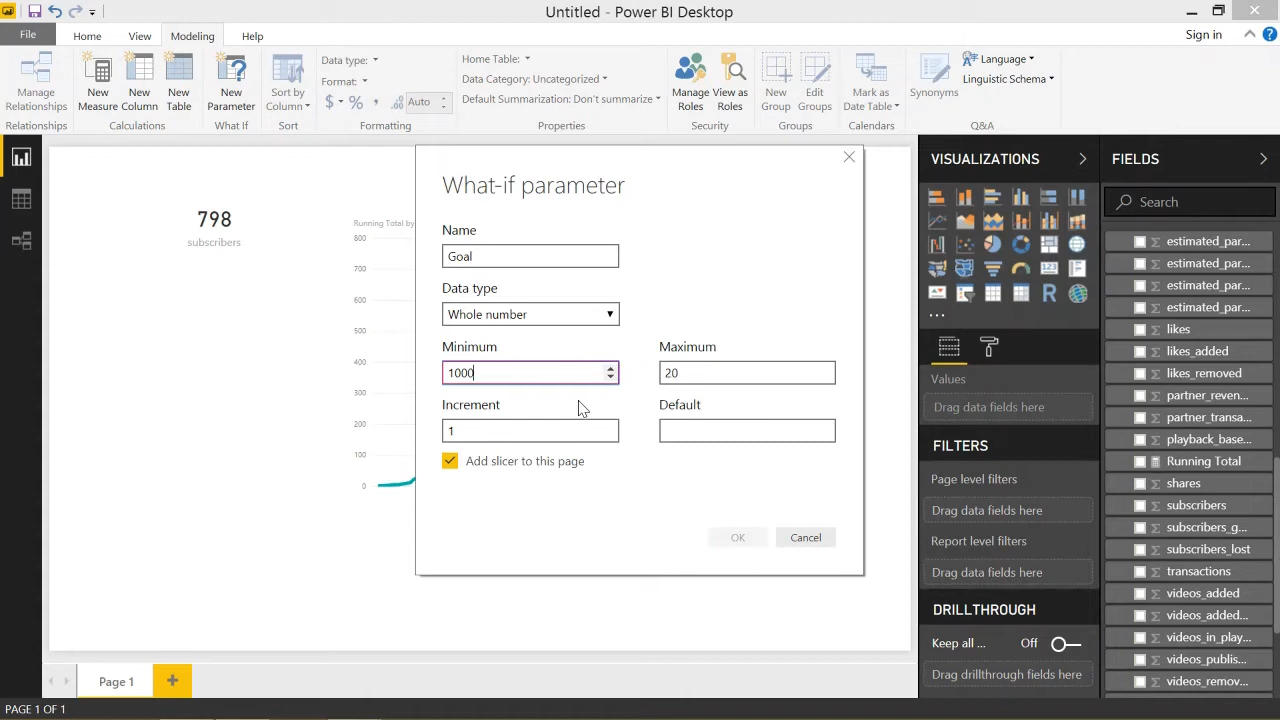 Untitled - Power BI Desktop
File
Home
View
Modeling
Help
Sign in
Manage Relationships
New Measure
New Column
New Table
New Parameter
Sort by Column
Data type:
Format:
$ % , Auto
Home Table:
Data Category: Uncategorized
Default Summarization: Don't summarize
Manage Roles
View as Roles
New Group
Edit Groups
Mark as Date Table
Synonyms
Language
Linguistic Schema
Relationships
Calculations
What If
Sort
Formatting
Properties
Security
Groups
Calendars
Q&A
798
subscribers
Running Total by
800
700
600
500
400
300
200
100
0
What-if parameter
Name
Goal
Data type
Whole number
Minimum
Maximum
1000
20
Increment
Default
1
Add slicer to this page
OK
Cancel
VISUALIZATIONS
Values
Drag data fields here
FILTERS
Page level filters
Drag data fields here
Report level filters
Drag data fields here
DRILLTHROUGH
Keep all ...
Off
Drag drillthrough fields here
FIELDS
Search
estimated_par...
estimated_par...
estimated_par...
estimated_par...
likes
likes_added
likes_removed
partner_reven...
partner_transa...
playback_base...
Running Total
shares
subscribers
subscribers_g...
subscribers_lost
transactions
videos_added
videos_added...
videos_in_play...
videos_publis...
videos_remov...
Page 1
PAGE 1 OF 1